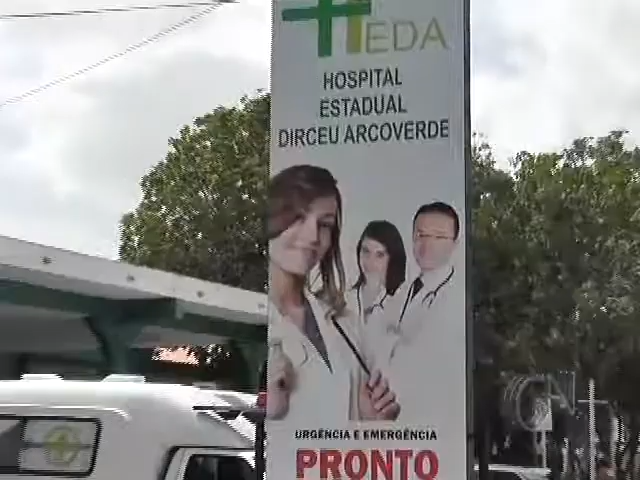 HEDA
HOSPITAL
ESTADUAL
DIRCEU ARCOVERDE
URGÊNCIA E EMERGÊNCIA
PRONTO